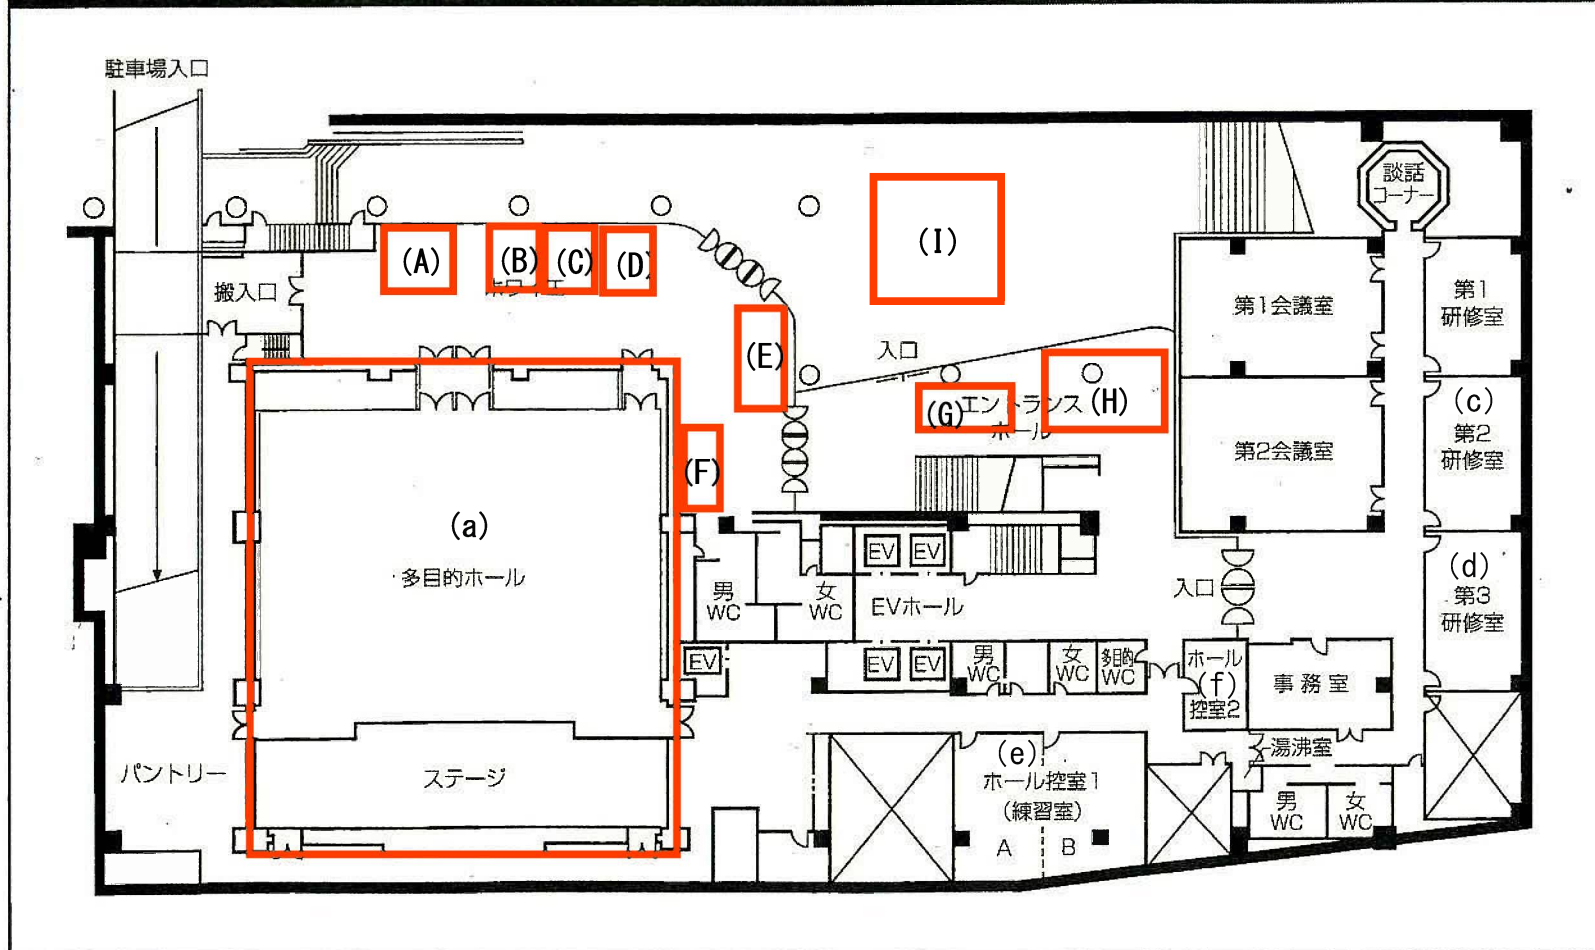 駐車場入口
談話
コーナー
(I)
(A)
(B)
(C)
(D)
搬入口
ホワイエ
第1会議室
第1
研修室
(E)
入口
(G)
エントランス
ホール
(H)
(c)
第2
研修室
第2会議室
(F)
(a)
多目的ホール
EV
EV
(d)
第3
研修室
男
WC
女
WC
EVホール
入口
EV
EV
EV
男
WC
女
WC
多目的
WC
ホール
(f)
控室2
事務室
パントリー
ステージ
(e)
ホール控室1
(練習室)
A
B
湯沸室
男
WC
女
WC